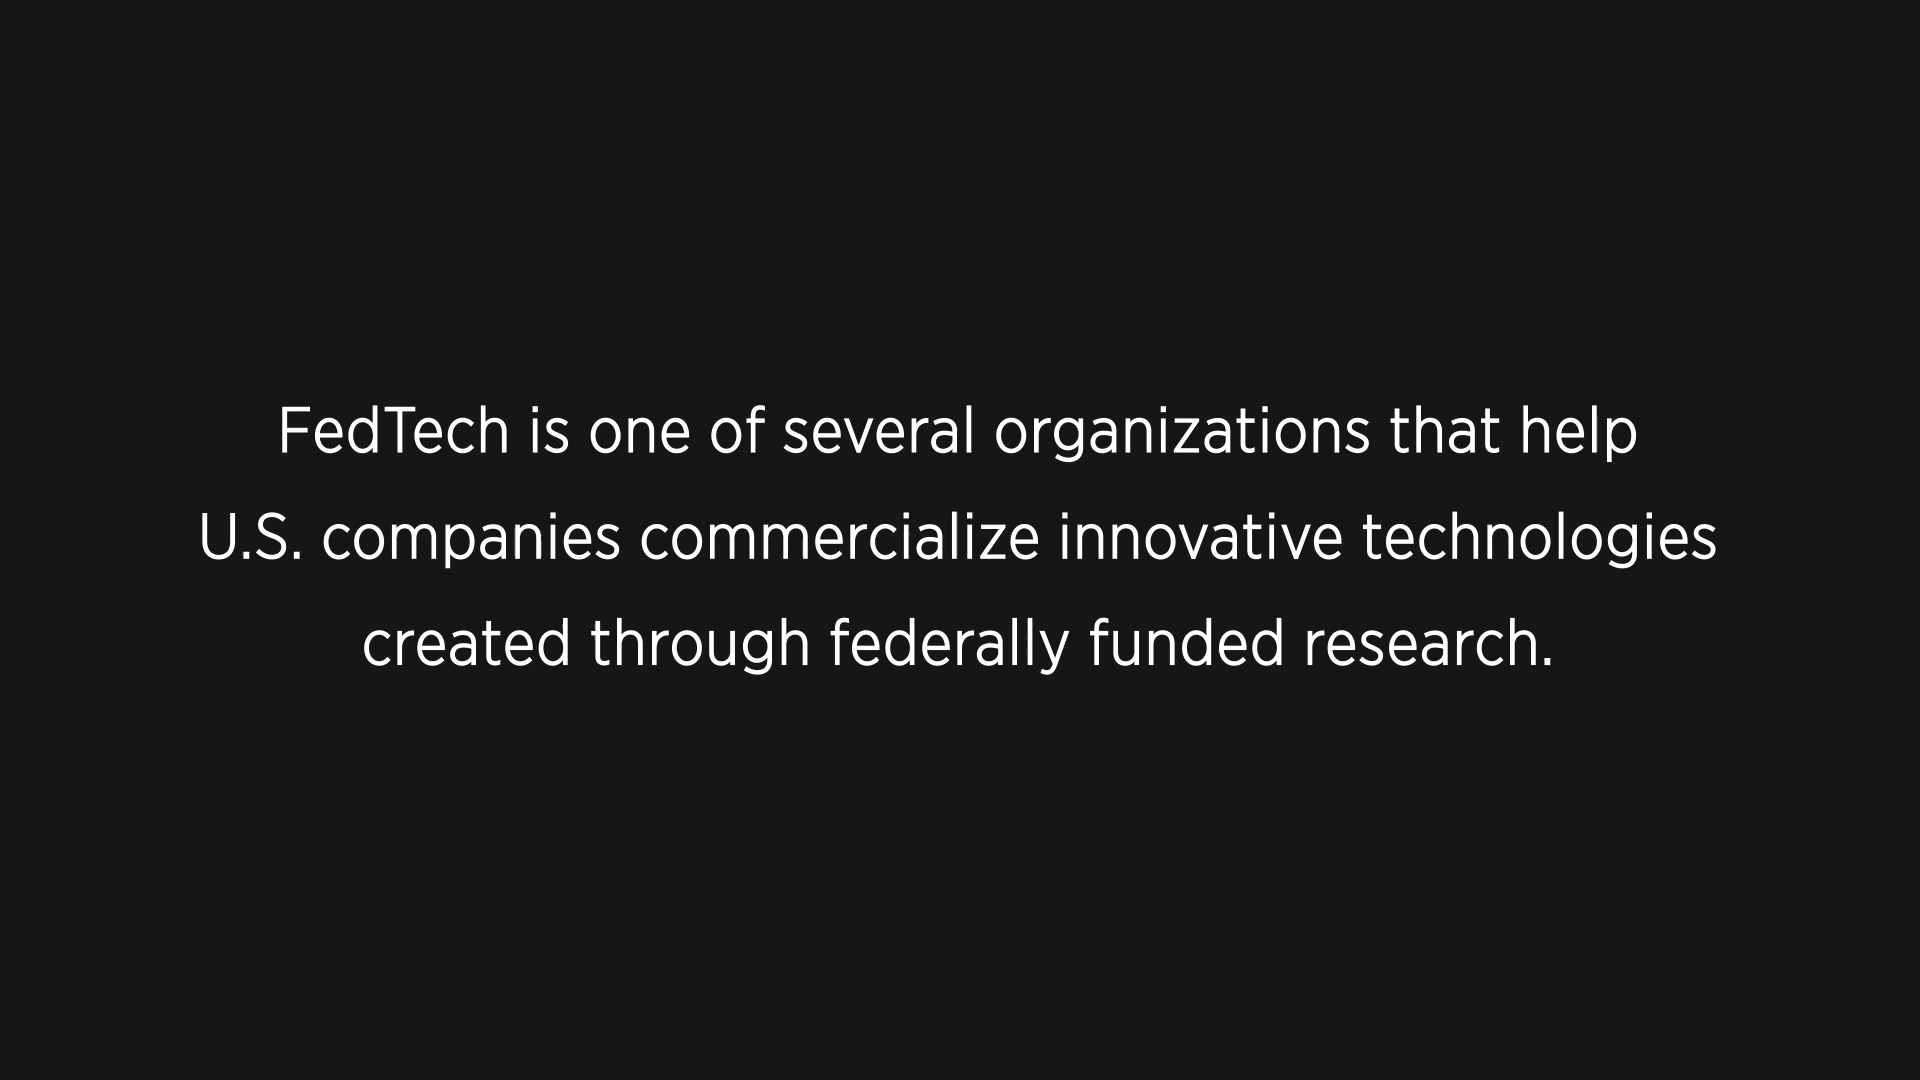 FedTech is one of several organizations that help
U.S. companies commercialize innovative technologies
created through federally funded research.